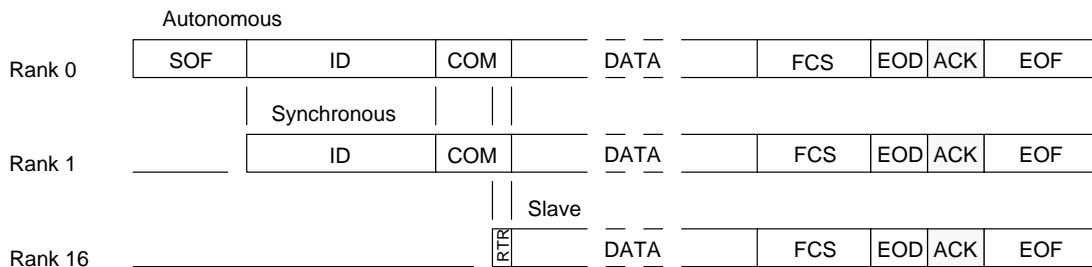 Autonomous
Rank 0 SOF ID COM DATA FCS EOD ACK EOF
Synchronous
Rank 1 ID COM DATA FCS EOD ACK EOF
Slave
Rank 16 RTR DATA FCS EOD ACK EOF